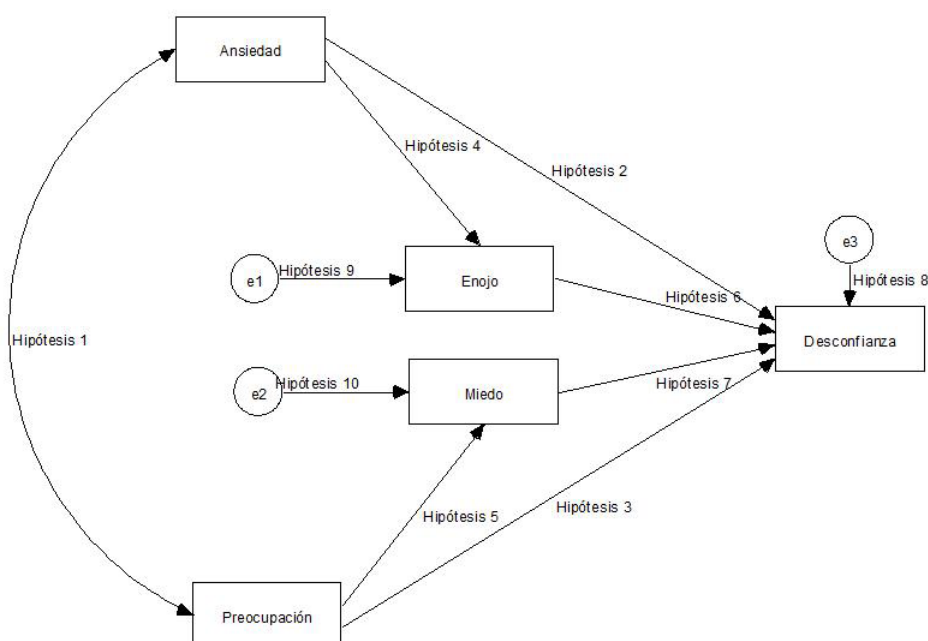 Ansiedad
Hipótesis 4
Hipótesis 2
e3
e1
Hipótesis 9
Enojo
Hipótesis 8
Hipótesis 6
Hipótesis 1
Desconfianza
e2
Hipótesis 10
Miedo
Hipótesis 7
Hipótesis 5
Hipótesis 3
Preocupación